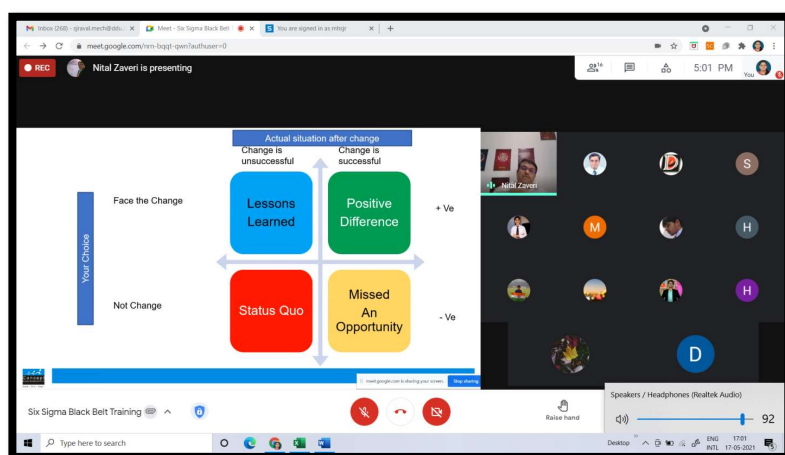 Inbox (268) - rjraval.mech@ddu...
Meet - Six Sigma Black Belt
You are signed in as mhqr
meet.google.com/nrn-bqqt-qwn?authuser=0
REC
Nital Zaveri is presenting
16
5:01 PM
You
Actual situation after change
Change is unsuccessful
Change is successful
Your Choice
Face the Change
Lessons Learned
Positive Difference
+ Ve
Not Change
Status Quo
Missed An Opportunity
- Ve
meet.google.com is sharing your screen.
Stop sharing
Nital Zaveri
S
M
H
H
D
Six Sigma Black Belt Training
Raise hand
Speakers / Headphones (Realtek Audio)
92
Type here to search
Desktop
ENG
INTL
17:01
17-05-2021